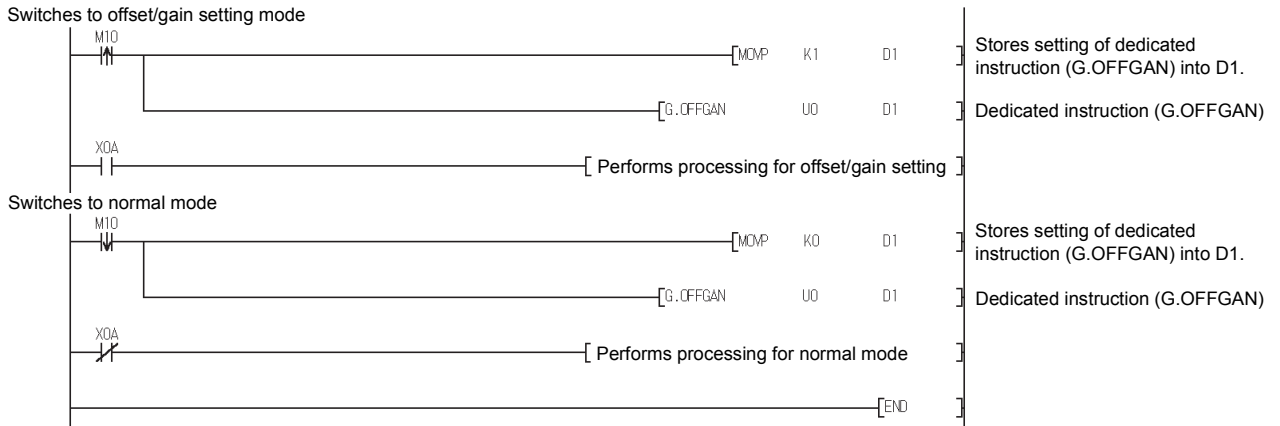 Switches to offset/gain setting mode
M10
MOVP K1 D1
Stores setting of dedicated
instruction (G.OFFGAN) into D1.
G.OFFGAN U0 D1
Dedicated instruction (G.OFFGAN)
X0A
Performs processing for offset/gain setting
Switches to normal mode
M10
MOVP K0 D1
Stores setting of dedicated
instruction (G.OFFGAN) into D1.
G.OFFGAN U0 D1
Dedicated instruction (G.OFFGAN)
X0A
Performs processing for normal mode
END